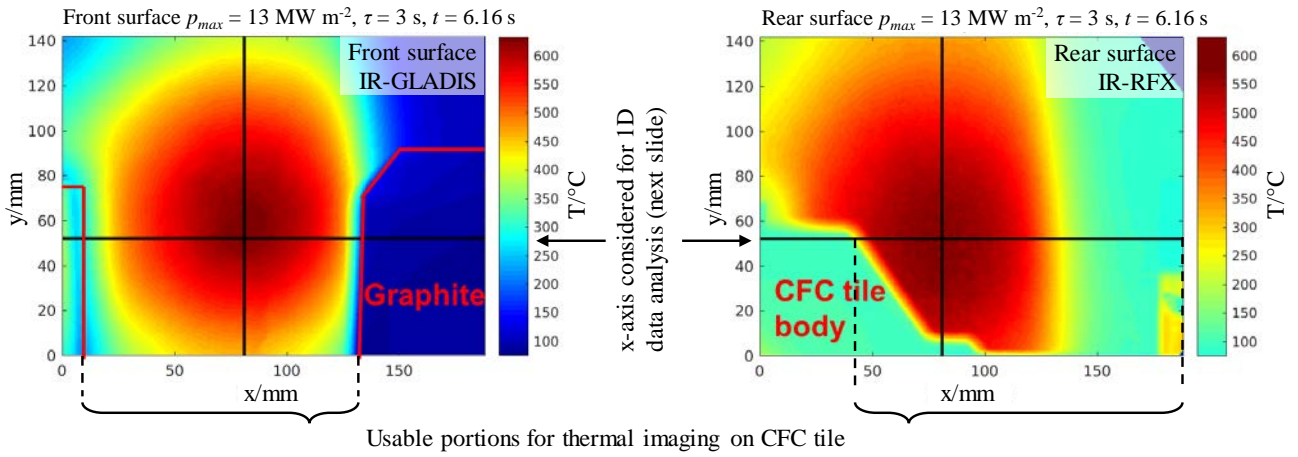 Front surface p_max = 13 MW m⁻², τ = 3 s, t = 6.16 s
Front surface
IR-GLADIS
y/mm
140
120
100
80
60
40
20
0
0
50
100
150
x/mm
Graphite
T/°C
600
550
500
450
400
350
300
250
200
150
100
x-axis considered for 1D
data analysis (next slide)
Rear surface p_max = 13 MW m⁻², τ = 3 s, t = 6.16 s
Rear surface
IR-RFX
y/mm
140
120
100
80
60
40
20
0
0
50
100
150
x/mm
CFC tile
body
T/°C
600
550
500
450
400
350
300
250
200
150
100
Usable portions for thermal imaging on CFC tile